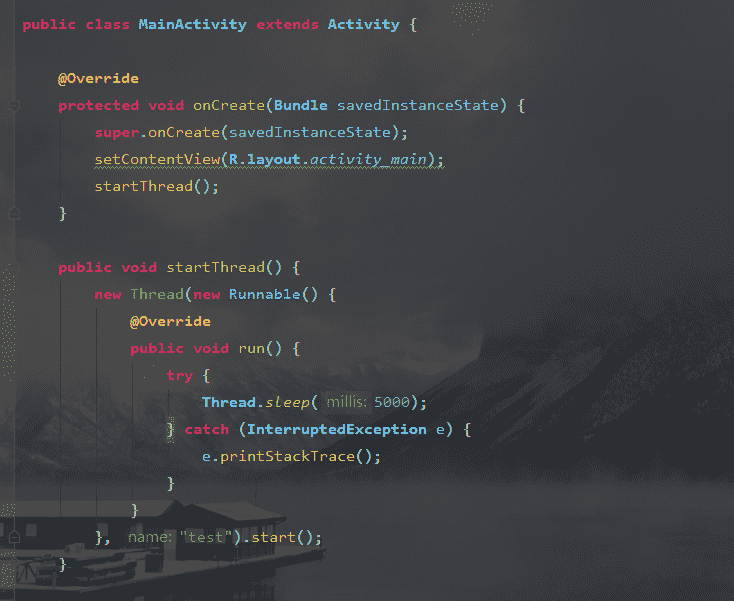 public class MainActivity extends Activity {
@Override
protected void onCreate(Bundle savedInstanceState) {
super.onCreate(savedInstanceState);
setContentView(R.layout.activity_main);
startThread();
}
public void startThread() {
new Thread(new Runnable() {
@Override
public void run() {
try {
Thread.sleep( millis: 5000);
} catch (InterruptedException e) {
e.printStackTrace();
}
}
}, name: "test").start();
}